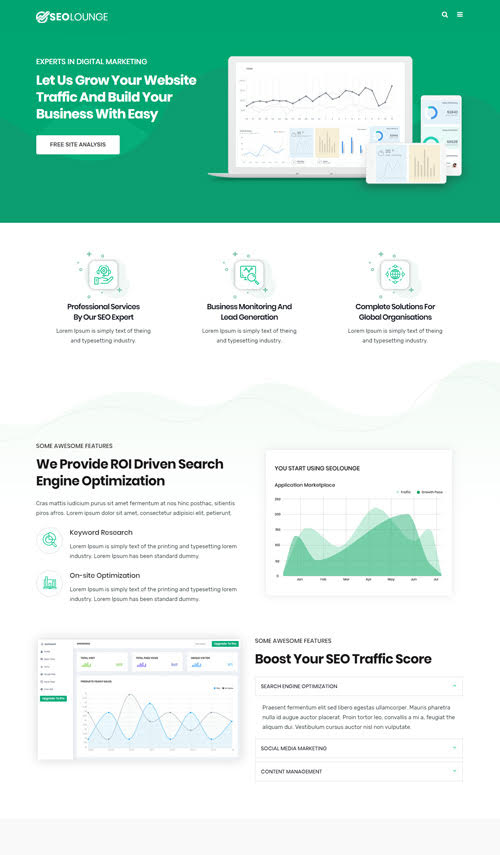 SEOLOUNGE
EXPERTS IN DIGITAL MARKETING
Let Us Grow Your Website
Traffic And Build Your
Business With Easy
FREE SITE ANALYSIS
Professional Services
By Our SEO Expert
Lorem Ipsum is simply text of theing
and typesetting industry.
Business Monitoring And
Lead Generation
Lorem Ipsum is simply text of theing
and typesetting industry.
Complete Solutions For
Global Organisations
Lorem Ipsum is simply text of theing
and typesetting industry.
SOME AWESOME FEATURES
We Provide ROI Driven Search
Engine Optimization
Cras mattis iudicium purus sit amet fermentum at nos hinc posthac, sitientis
piros afros. Lorem ipsum dolor sit amet, consectetur adipisici elit, petierunt.
Keyword Research
Lorem Ipsum is simply text of the printing and typesetting lorem
industry. Lorem Ipsum has been standard dummy.
On-site Optimization
Lorem Ipsum is simply text of the printing and typesetting lorem
industry. Lorem Ipsum has been standard dummy.
YOU START USING SEOLOUNGE
Application Marketplace
Traffic
Growth Pace
Jan Feb Mar Apr May Jun Jul
Upgrade To Pro
Upgrade To Pro
SOME AWESOME FEATURES
Boost Your SEO Traffic Score
SEARCH ENGINE OPTIMIZATION
Praesent fermentum elit sed libero egestas ullamcorper. Mauris pharetra
nulla id augue auctor placerat. Proin tortor leo, convallis a mi a, feugiat the
aliquam dui. Vestibulum cursus auctor nisl non vulputate.
SOCIAL MEDIA MARKETING
CONTENT MANAGEMENT